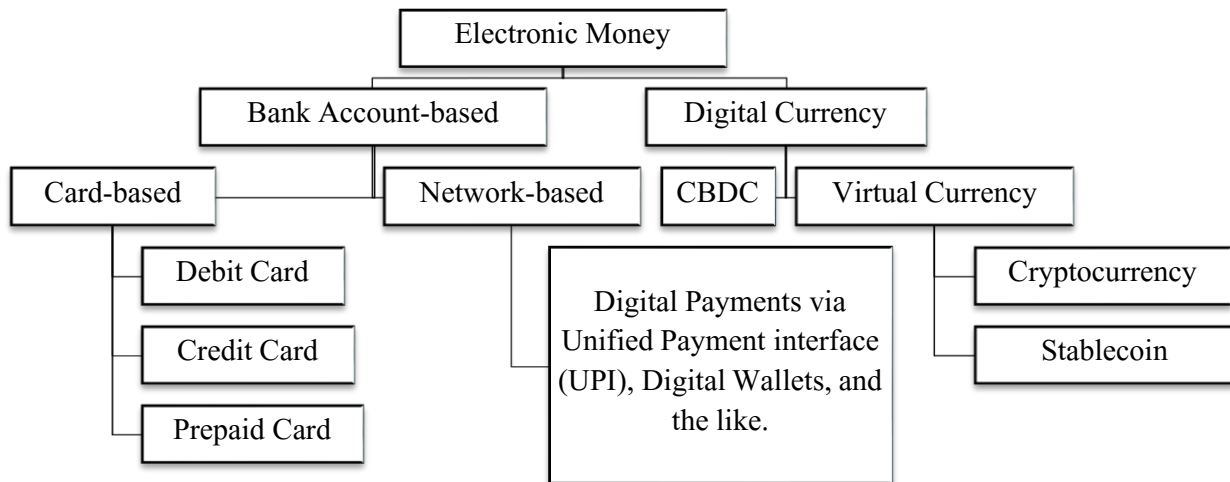 Electronic Money
Bank Account-based
Digital Currency
Card-based
Network-based
CBDC
Virtual Currency
Debit Card
Credit Card
Prepaid Card
Digital Payments via
Unified Payment interface
(UPI), Digital Wallets, and
the like.
Cryptocurrency
Stablecoin